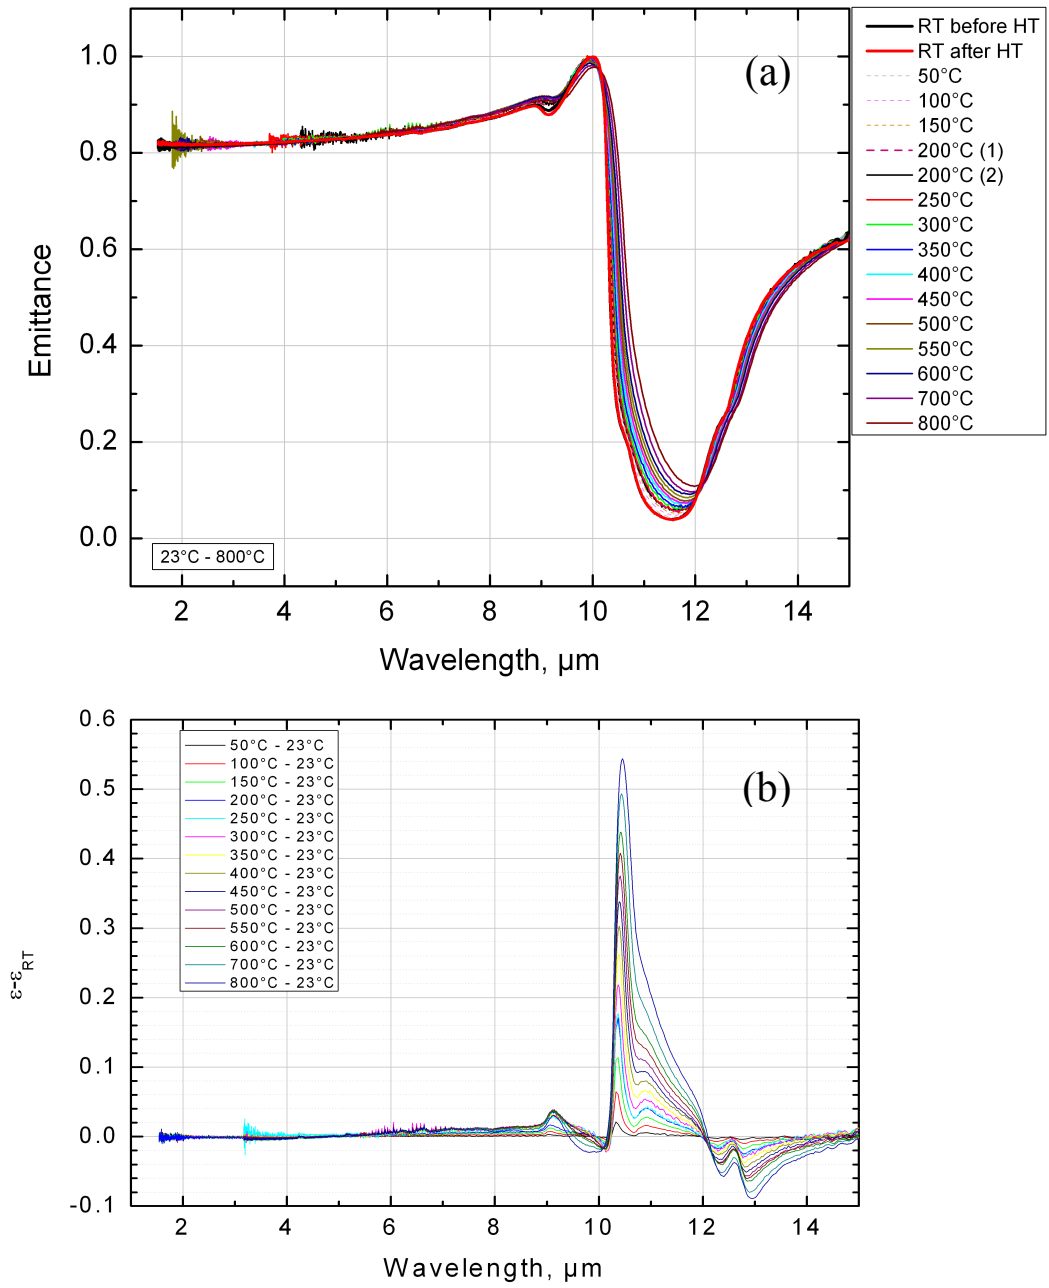 (a)
1.0
0.8
0.6
0.4
0.2
0.0
Emittance
23°C - 800°C
2 4 6 8 10 12 14
Wavelength, µm
RT before HT
RT after HT
50°C
100°C
150°C
200°C (1)
200°C (2)
250°C
300°C
350°C
400°C
450°C
500°C
550°C
600°C
700°C
800°C
(b)
0.6
0.5
0.4
0.3
0.2
0.1
0.0
-0.1
ε-εRT
50°C - 23°C
100°C - 23°C
150°C - 23°C
200°C - 23°C
250°C - 23°C
300°C - 23°C
350°C - 23°C
400°C - 23°C
450°C - 23°C
500°C - 23°C
550°C - 23°C
600°C - 23°C
700°C - 23°C
800°C - 23°C
2 4 6 8 10 12 14
Wavelength, µm